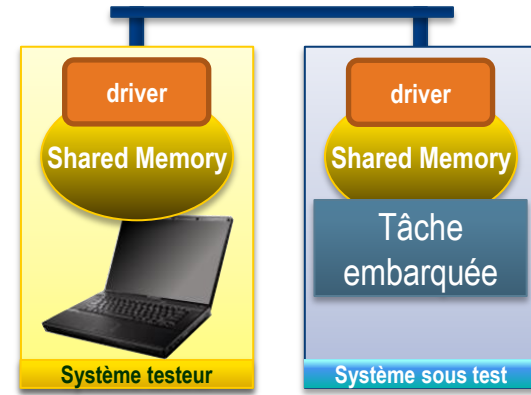 driver
Shared Memory
Système testeur
driver
Shared Memory
Tâche
embarquée
Système sous test